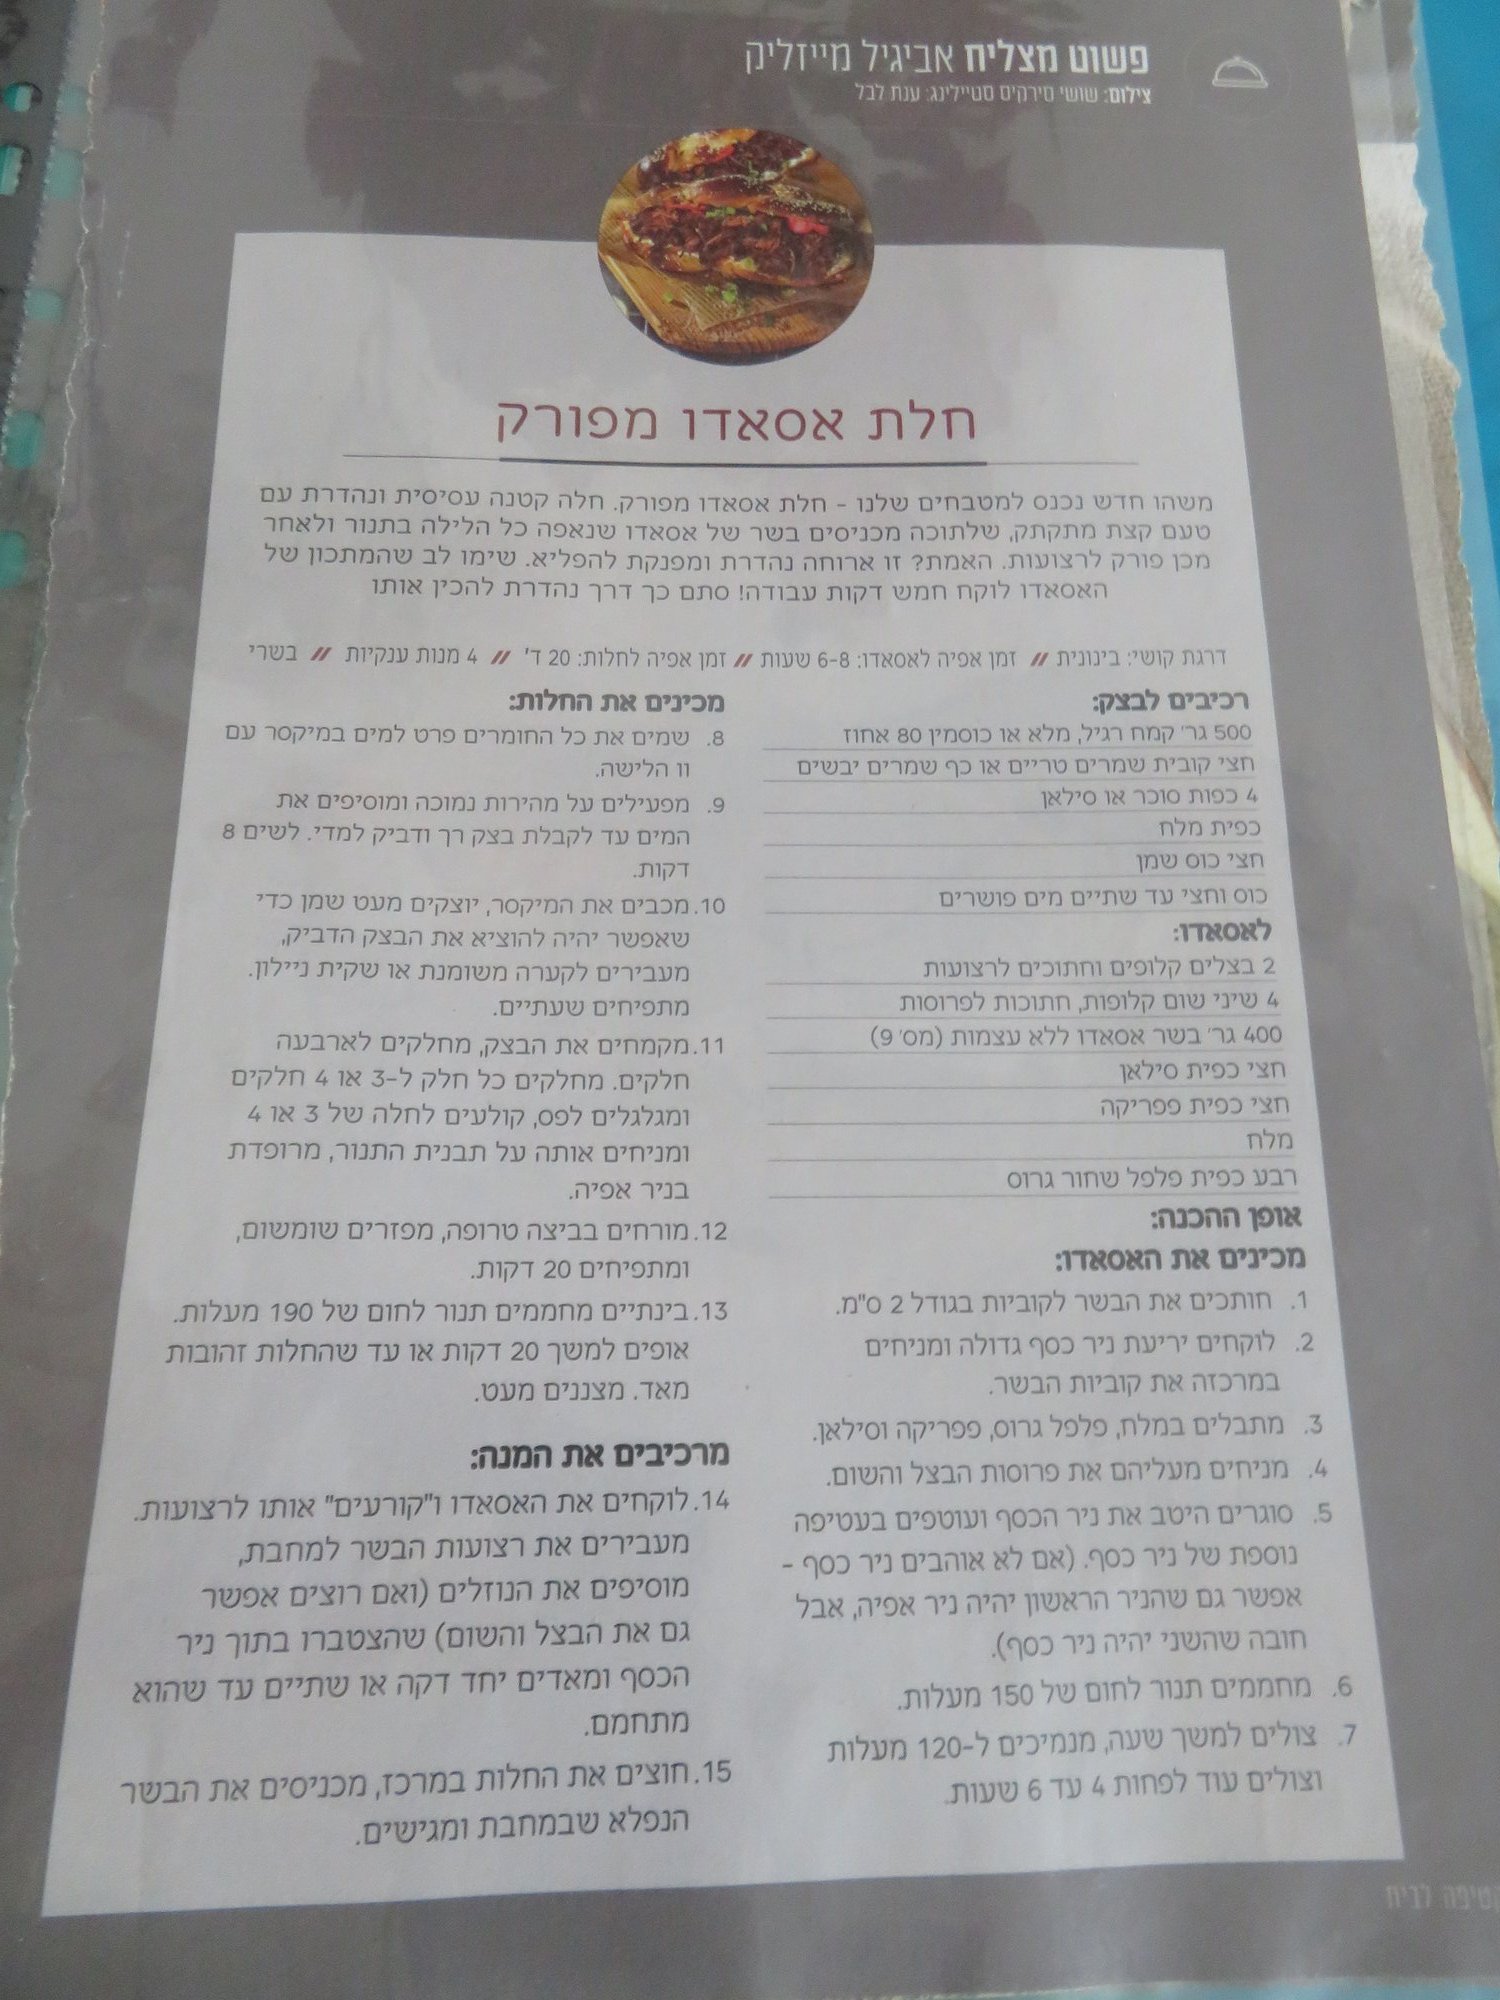 פשוט מצליח אביגיל מייזליק
צילום: שושי סירקיס סטיילינג: ענת לבל
חלת אסאדו מפורק
משהו חדש נכנס למטבחים שלנו - חלת אסאדו מפורק. חלה קטנה עסיסית ונהדרת עם
טעם קצת מתקתק, שלתוכה מכניסים בשר של אסאדו שנאפה כל הלילה בתנור ולאחר
מכן פורק לרצועות. האמת? זו ארוחה נהדרת ומפנקת להפליא. שימו לב שהמתכון של
האסאדו לוקח חמש דקות עבודה! סתם כך דרך נהדרת להכין אותו
דרגת קושי: בינונית // זמן אפיה לאסאדו: 6-8 שעות // זמן אפיה לחלות: 20 ד' // 4 מנות ענקיות // בשרי
רכיבים לבצק:
500 גר' קמח רגיל, מלא או כוסמין 80 אחוז
חצי קובית שמרים טריים או כף שמרים יבשים
4 כפות סוכר או סילאן
כפית מלח
חצי כוס שמן
כוס וחצי עד שתיים מים פושרים
לאסאדו:
2 בצלים קלופים וחתוכים לרצועות
4 שיני שום קלופות, חתוכות לפרוסות
400 גר' בשר אסאדו ללא עצמות (מס' 9)
חצי כפית סילאן
חצי כפית פפריקה
מלח
רבע כפית פלפל שחור גרוס
אופן ההכנה:
מכינים את האסאדו:
1. חותכים את הבשר לקוביות בגודל 2 ס"מ.
2. לוקחים יריעת ניר כסף גדולה ומניחים
במרכזה את קוביות הבשר.
3. מתבלים במלח, פלפל גרוס, פפריקה וסילאן.
4. מניחים מעליהם את פרוסות הבצל והשום.
5. סוגרים היטב את ניר הכסף ועוטפים בעטיפה
נוספת של ניר כסף. (אם לא אוהבים ניר כסף -
אפשר גם שהניר הראשון יהיה ניר אפיה, אבל
חובה שהשני יהיה ניר כסף).
6. מחממים תנור לחום של 150 מעלות.
7. צולים למשך שעה, מנמיכים ל-120 מעלות
וצולים עוד לפחות 4 עד 6 שעות.
מכינים את החלות:
8. שמים את כל החומרים פרט למים במיקסר עם
וו הלישה.
9. מפעילים על מהירות נמוכה ומוסיפים את
המים עד לקבלת בצק רך ודביק למדי. לשים 8
דקות.
10. מכבים את המיקסר, יוצקים מעט שמן כדי
שאפשר יהיה להוציא את הבצק הדביק,
מעבירים לקערה משומנת או שקית ניילון.
מתפיחים שעתיים.
11. מקמחים את הבצק, מחלקים לארבעה
חלקים. מחלקים כל חלק ל-3 או 4 חלקים
ומגלגלים לפס, קולעים לחלה של 3 או 4
ומניחים אותה על תבנית התנור, מרופדת
בניר אפיה.
12. מורחים בביצה טרופה, מפזרים שומשום,
ומתפיחים 20 דקות.
13. בינתיים מחממים תנור לחום של 190 מעלות.
אופים למשך 20 דקות או עד שהחלות זהובות
מאד. מצננים מעט.
מרכיבים את המנה:
14. לוקחים את האסאדו ו"קורעים" אותו לרצועות.
מעבירים את רצועות הבשר למחבת,
מוסיפים את הנוזלים (ואם רוצים אפשר
גם את הבצל והשום) שהצטברו בתוך ניר
הכסף ומאדים יחד דקה או שתיים עד שהוא
מתחמם.
15. חוצים את החלות במרכז, מכניסים את הבשר
הנפלא שבמחבת ומגישים.
לבית